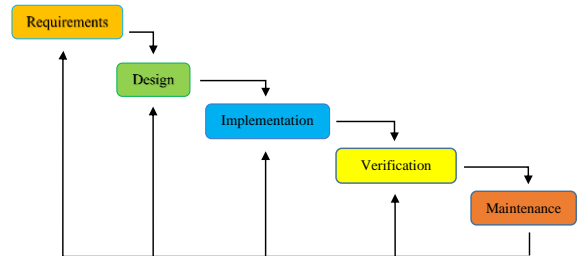 Requirements
Design
Implementation
Verification
Maintenance